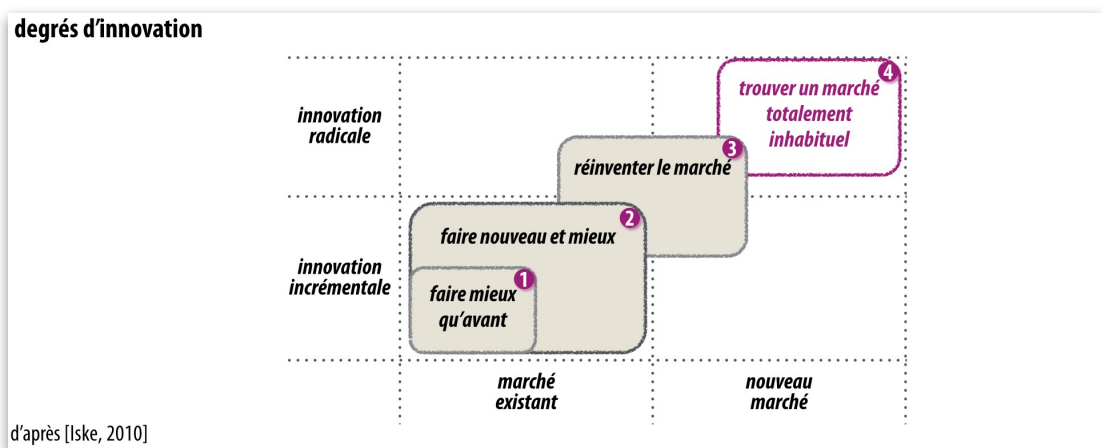 degrés d'innovation
4
trouver un marché
totalement
inhabituel
innovation
radicale
3
réinventer le marché
2
faire nouveau et mieux
innovation
incrémentale
1
faire mieux
qu'avant
marché
existant
nouveau
marché
d'après [Iske, 2010]